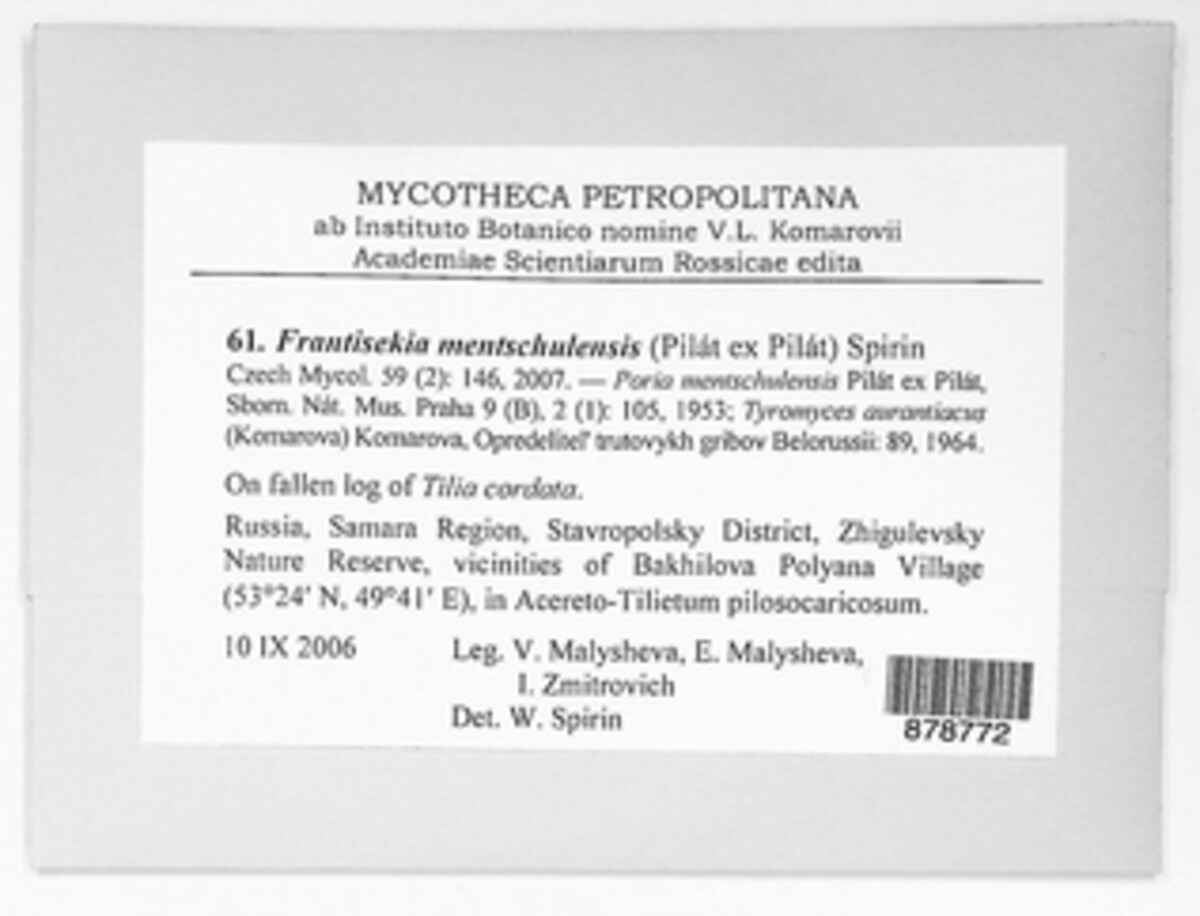 MYCOTHECA PETROPOLITANA
ab Instituto Botanico nomine V.L. Komarovii
Academiae Scientiarum Rossicae edita
61. Frantisekia mentschulensis (Pilát ex Pilát) Spirin
Czech Mycol. 59 (2): 146, 2007. — Poria mentschulensis Pilát ex Pilát,
Sborn. Nát. Mus. Praha 9 (B), 2 (1): 105, 1953; Tyromyces aurantiacus
(Komarova) Komarova, Opredelitel' trutovykh gribov Belorussii: 89, 1964.
On fallen log of Tilia cordata.
Russia, Samara Region, Stavropolsky District, Zhigulevsky
Nature Reserve, vicinities of Bakhilova Polyana Village
(53°24' N, 49°41' E), in Acereto-Tilietum pilosocaricosum.
10 IX 2006
Leg. V. Malysheva, E. Malysheva,
I. Zmitrovich
Det. W. Spirin
878772